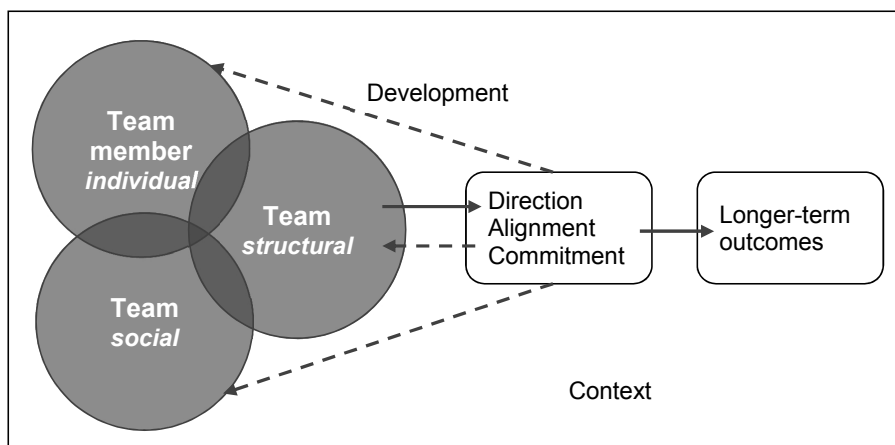 Team
member
individual
Team
structural
Team
social
Development
Direction
Alignment
Commitment
Longer-term
outcomes
Context